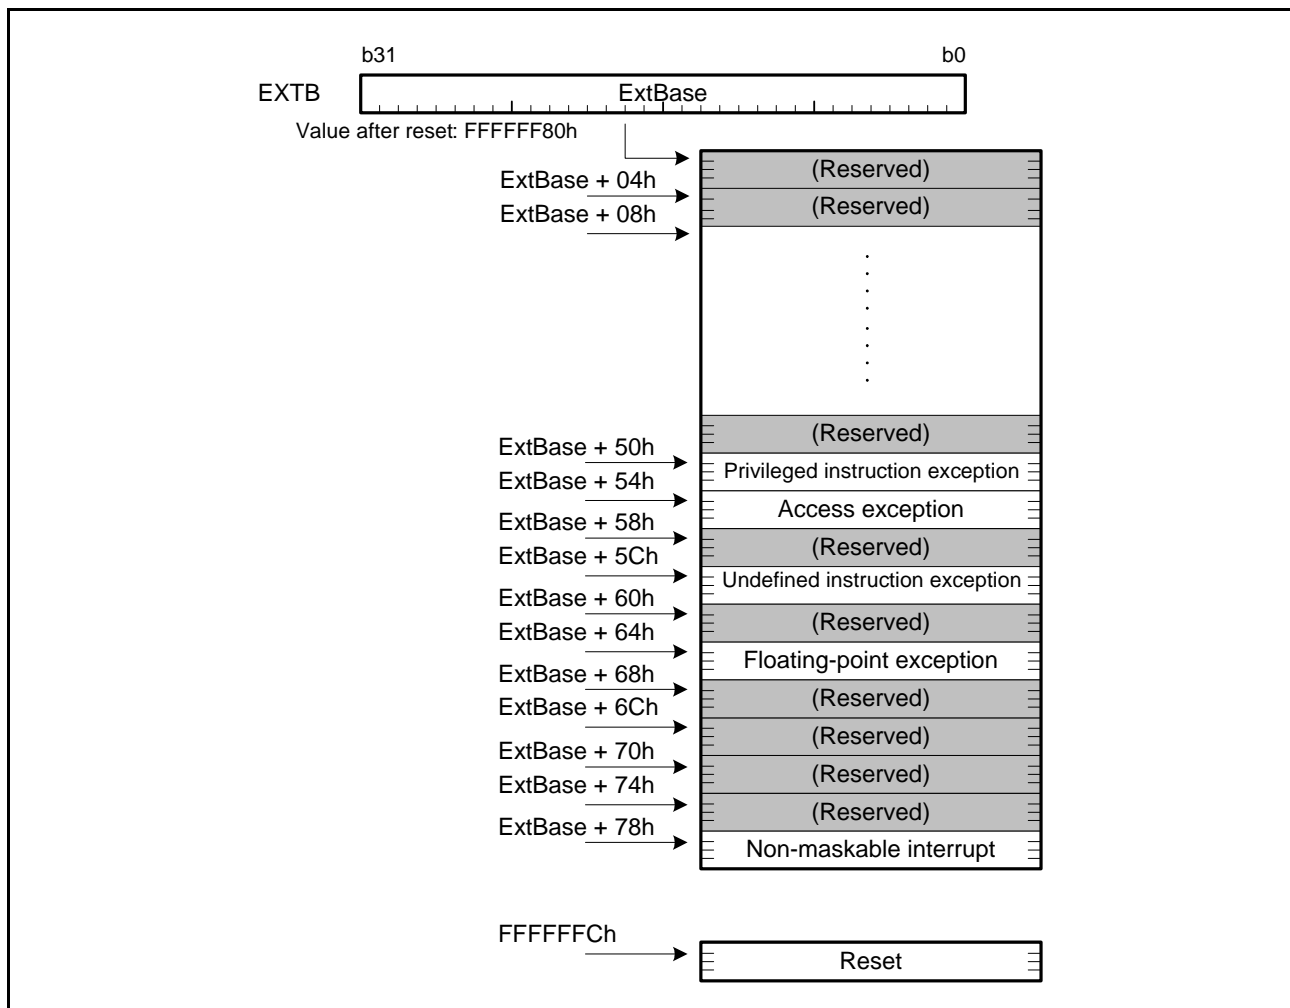 b31 b0
EXTB ExtBase
Value after reset: FFFFFF80h
(Reserved)
ExtBase + 04h
(Reserved)
ExtBase + 08h
(Reserved)
ExtBase + 50h
Privileged instruction exception
ExtBase + 54h
Access exception
ExtBase + 58h
(Reserved)
ExtBase + 5Ch
Undefined instruction exception
ExtBase + 60h
(Reserved)
ExtBase + 64h
Floating-point exception
ExtBase + 68h
(Reserved)
ExtBase + 6Ch
(Reserved)
ExtBase + 70h
(Reserved)
ExtBase + 74h
(Reserved)
ExtBase + 78h
Non-maskable interrupt
FFFFFFCh
Reset